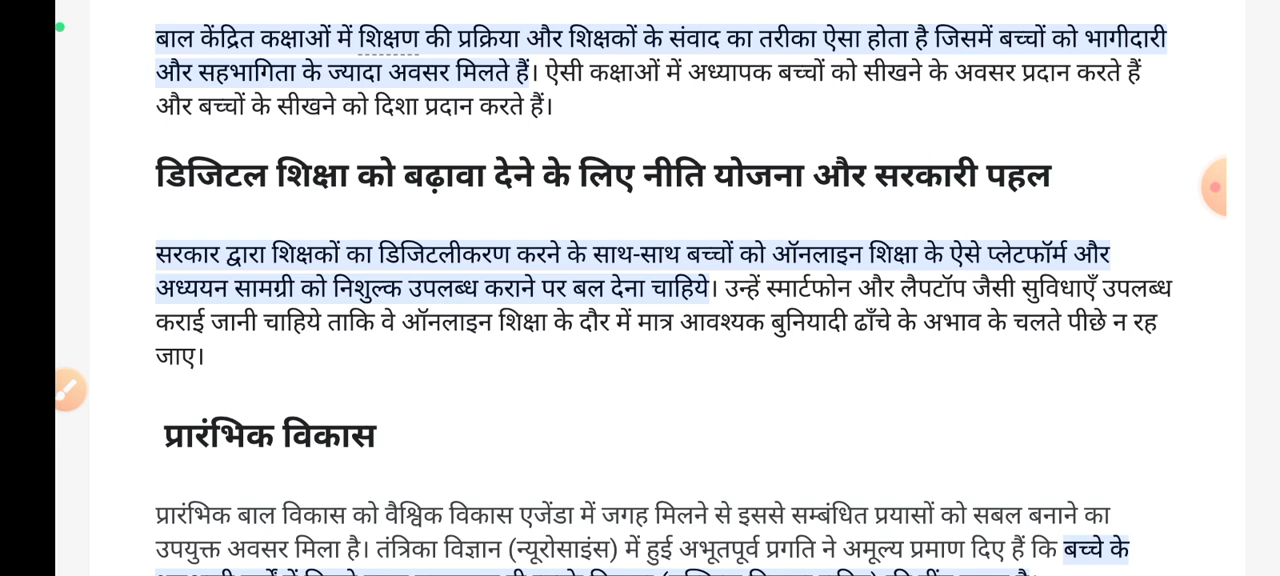 बाल केंद्रित कक्षाओं में शिक्षण की प्रक्रिया और शिक्षकों के संवाद का तरीका ऐसा होता है जिसमें बच्चों को भागीदारी
और सहभागिता के ज्यादा अवसर मिलते हैं। ऐसी कक्षाओं में अध्यापक बच्चों को सीखने के अवसर प्रदान करते हैं
और बच्चों के सीखने को दिशा प्रदान करते हैं।
डिजिटल शिक्षा को बढ़ावा देने के लिए नीति योजना और सरकारी पहल
सरकार द्वारा शिक्षकों का डिजिटलीकरण करने के साथ-साथ बच्चों को ऑनलाइन शिक्षा के ऐसे प्लेटफॉर्म और
अध्ययन सामग्री को निशुल्क उपलब्ध कराने पर बल देना चाहिये। उन्हें स्मार्टफोन और लैपटॉप जैसी सुविधाएँ उपलब्ध
कराई जानी चाहिये ताकि वे ऑनलाइन शिक्षा के दौर में मात्र आवश्यक बुनियादी ढाँचे के अभाव के चलते पीछे न रह
जाए।
प्रारंभिक विकास
प्रारंभिक बाल विकास को वैश्विक विकास एजेंडा में जगह मिलने से इससे सम्बंधित प्रयासों को सबल बनाने का
उपयुक्त अवसर मिला है। तंत्रिका विज्ञान (न्यूरोसाइंस) में हुई अभूतपूर्व प्रगति ने अमूल्य प्रमाण दिए हैं कि बच्चे के